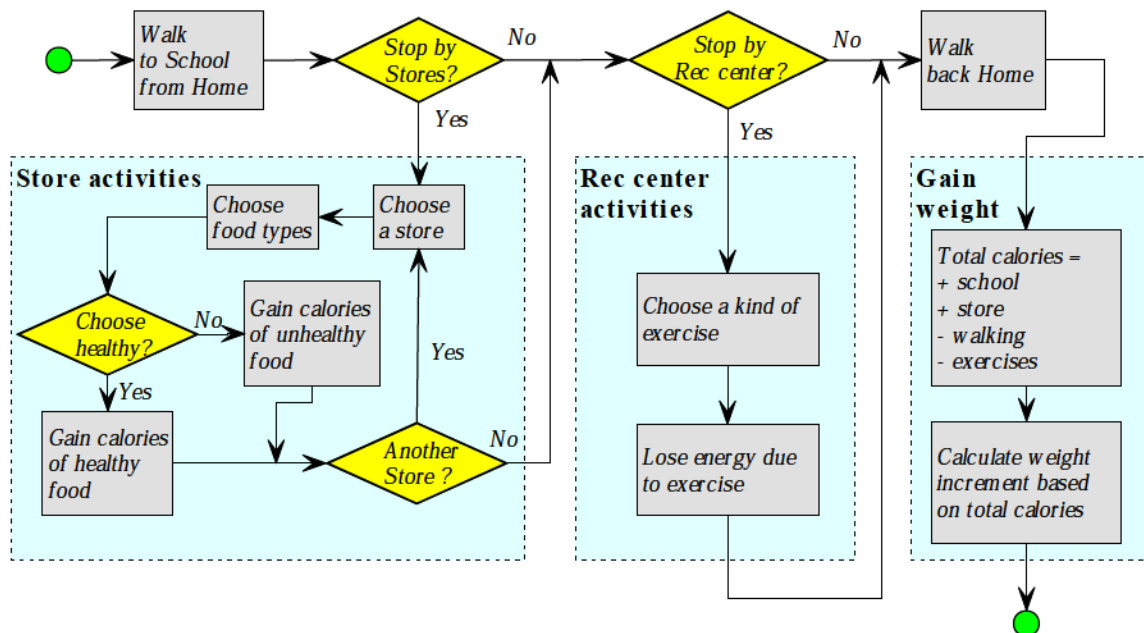 Walk
to School
from Home
Stop by
Stores?
No
Yes
Stop by
Rec center?
No
Yes
Walk
back Home
Store activities
Choose
food types
Choose
a store
Choose
healthy?
No
Yes
Gain calories
of unhealthy
food
Gain calories
of healthy
food
Another
Store ?
Yes
No
Rec center
activities
Choose a kind of
exercise
Lose energy due
to exercise
Gain
weight
Total calories =
+ school
+ store
- walking
- exercises
Calculate weight
increment based
on total calories